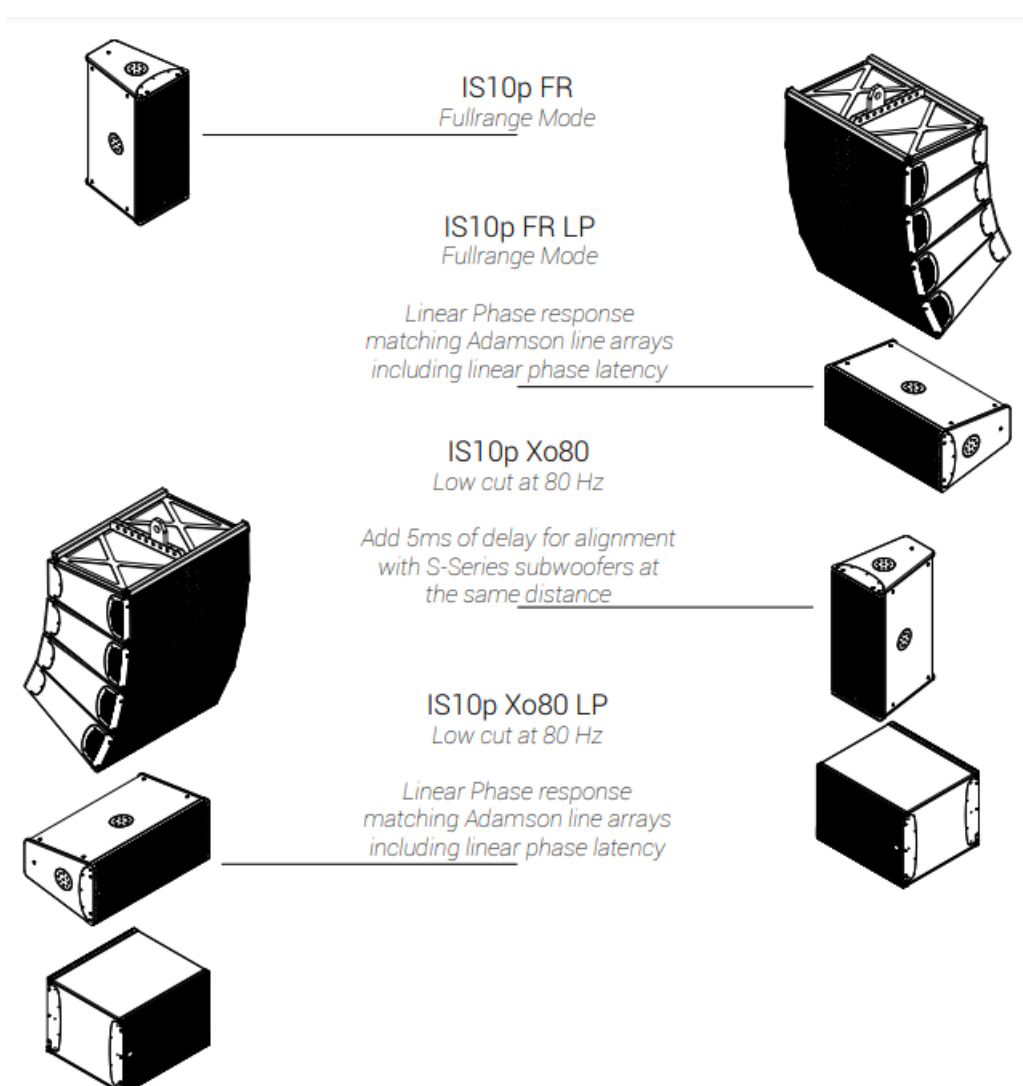 IS10p FR
Fullrange Mode
IS10p FR LP
Fullrange Mode
Linear Phase response
matching Adamson line arrays
including linear phase latency
IS10p Xo80
Low cut at 80 Hz
Add 5ms of delay for alignment
with S-Series subwoofers at
the same distance
IS10p Xo80 LP
Low cut at 80 Hz
Linear Phase response
matching Adamson line arrays
including linear phase latency